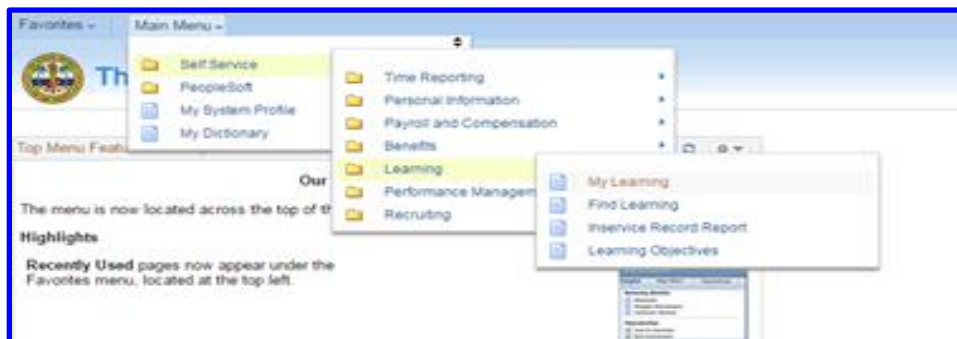 Favorites
Main Menu
Th
Self Service
PeopleSoft
My System Profile
My Dictionary
Time Reporting
Personal Information
Payroll and Compensation
Benefits
Learning
Performance Managem
Recruiting
My Learning
Find Learning
Inservice Record Report
Learning Objectives
Top Menu Featu
Our
The menu is now located across the top of th
Highlights
Recently Used pages now appear under the
Favorites menu, located at the top left.